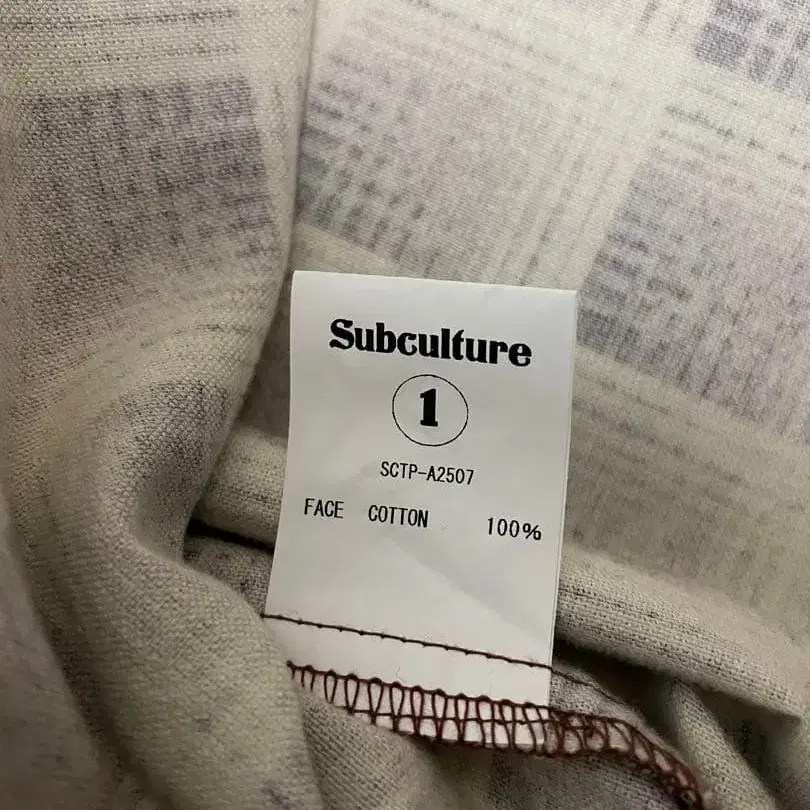 Subculture
1
SCTP-A2507
FACE COTTON 100%